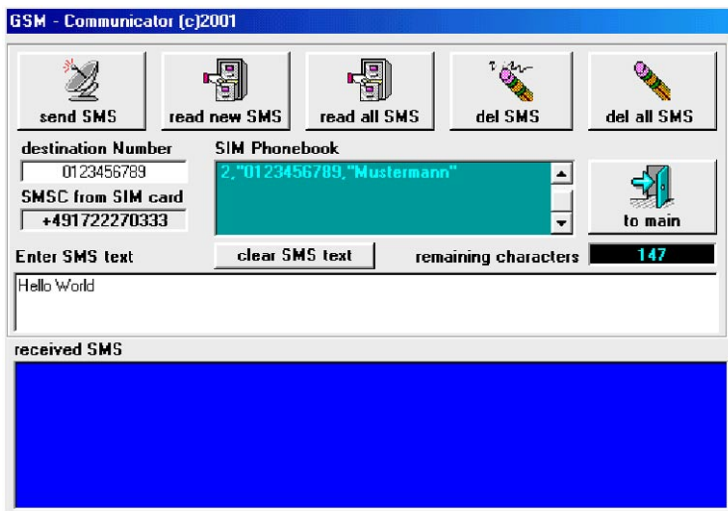 GSM - Communicator (c)2001
send SMS
read new SMS
read all SMS
del SMS
del all SMS
destination Number
SIM Phonebook
0123456789
2,"0123456789,"Mustermann"
SMSC from SIM card
+491722270333
to main
Enter SMS text
clear SMS text
remaining characters
147
Hello World
received SMS